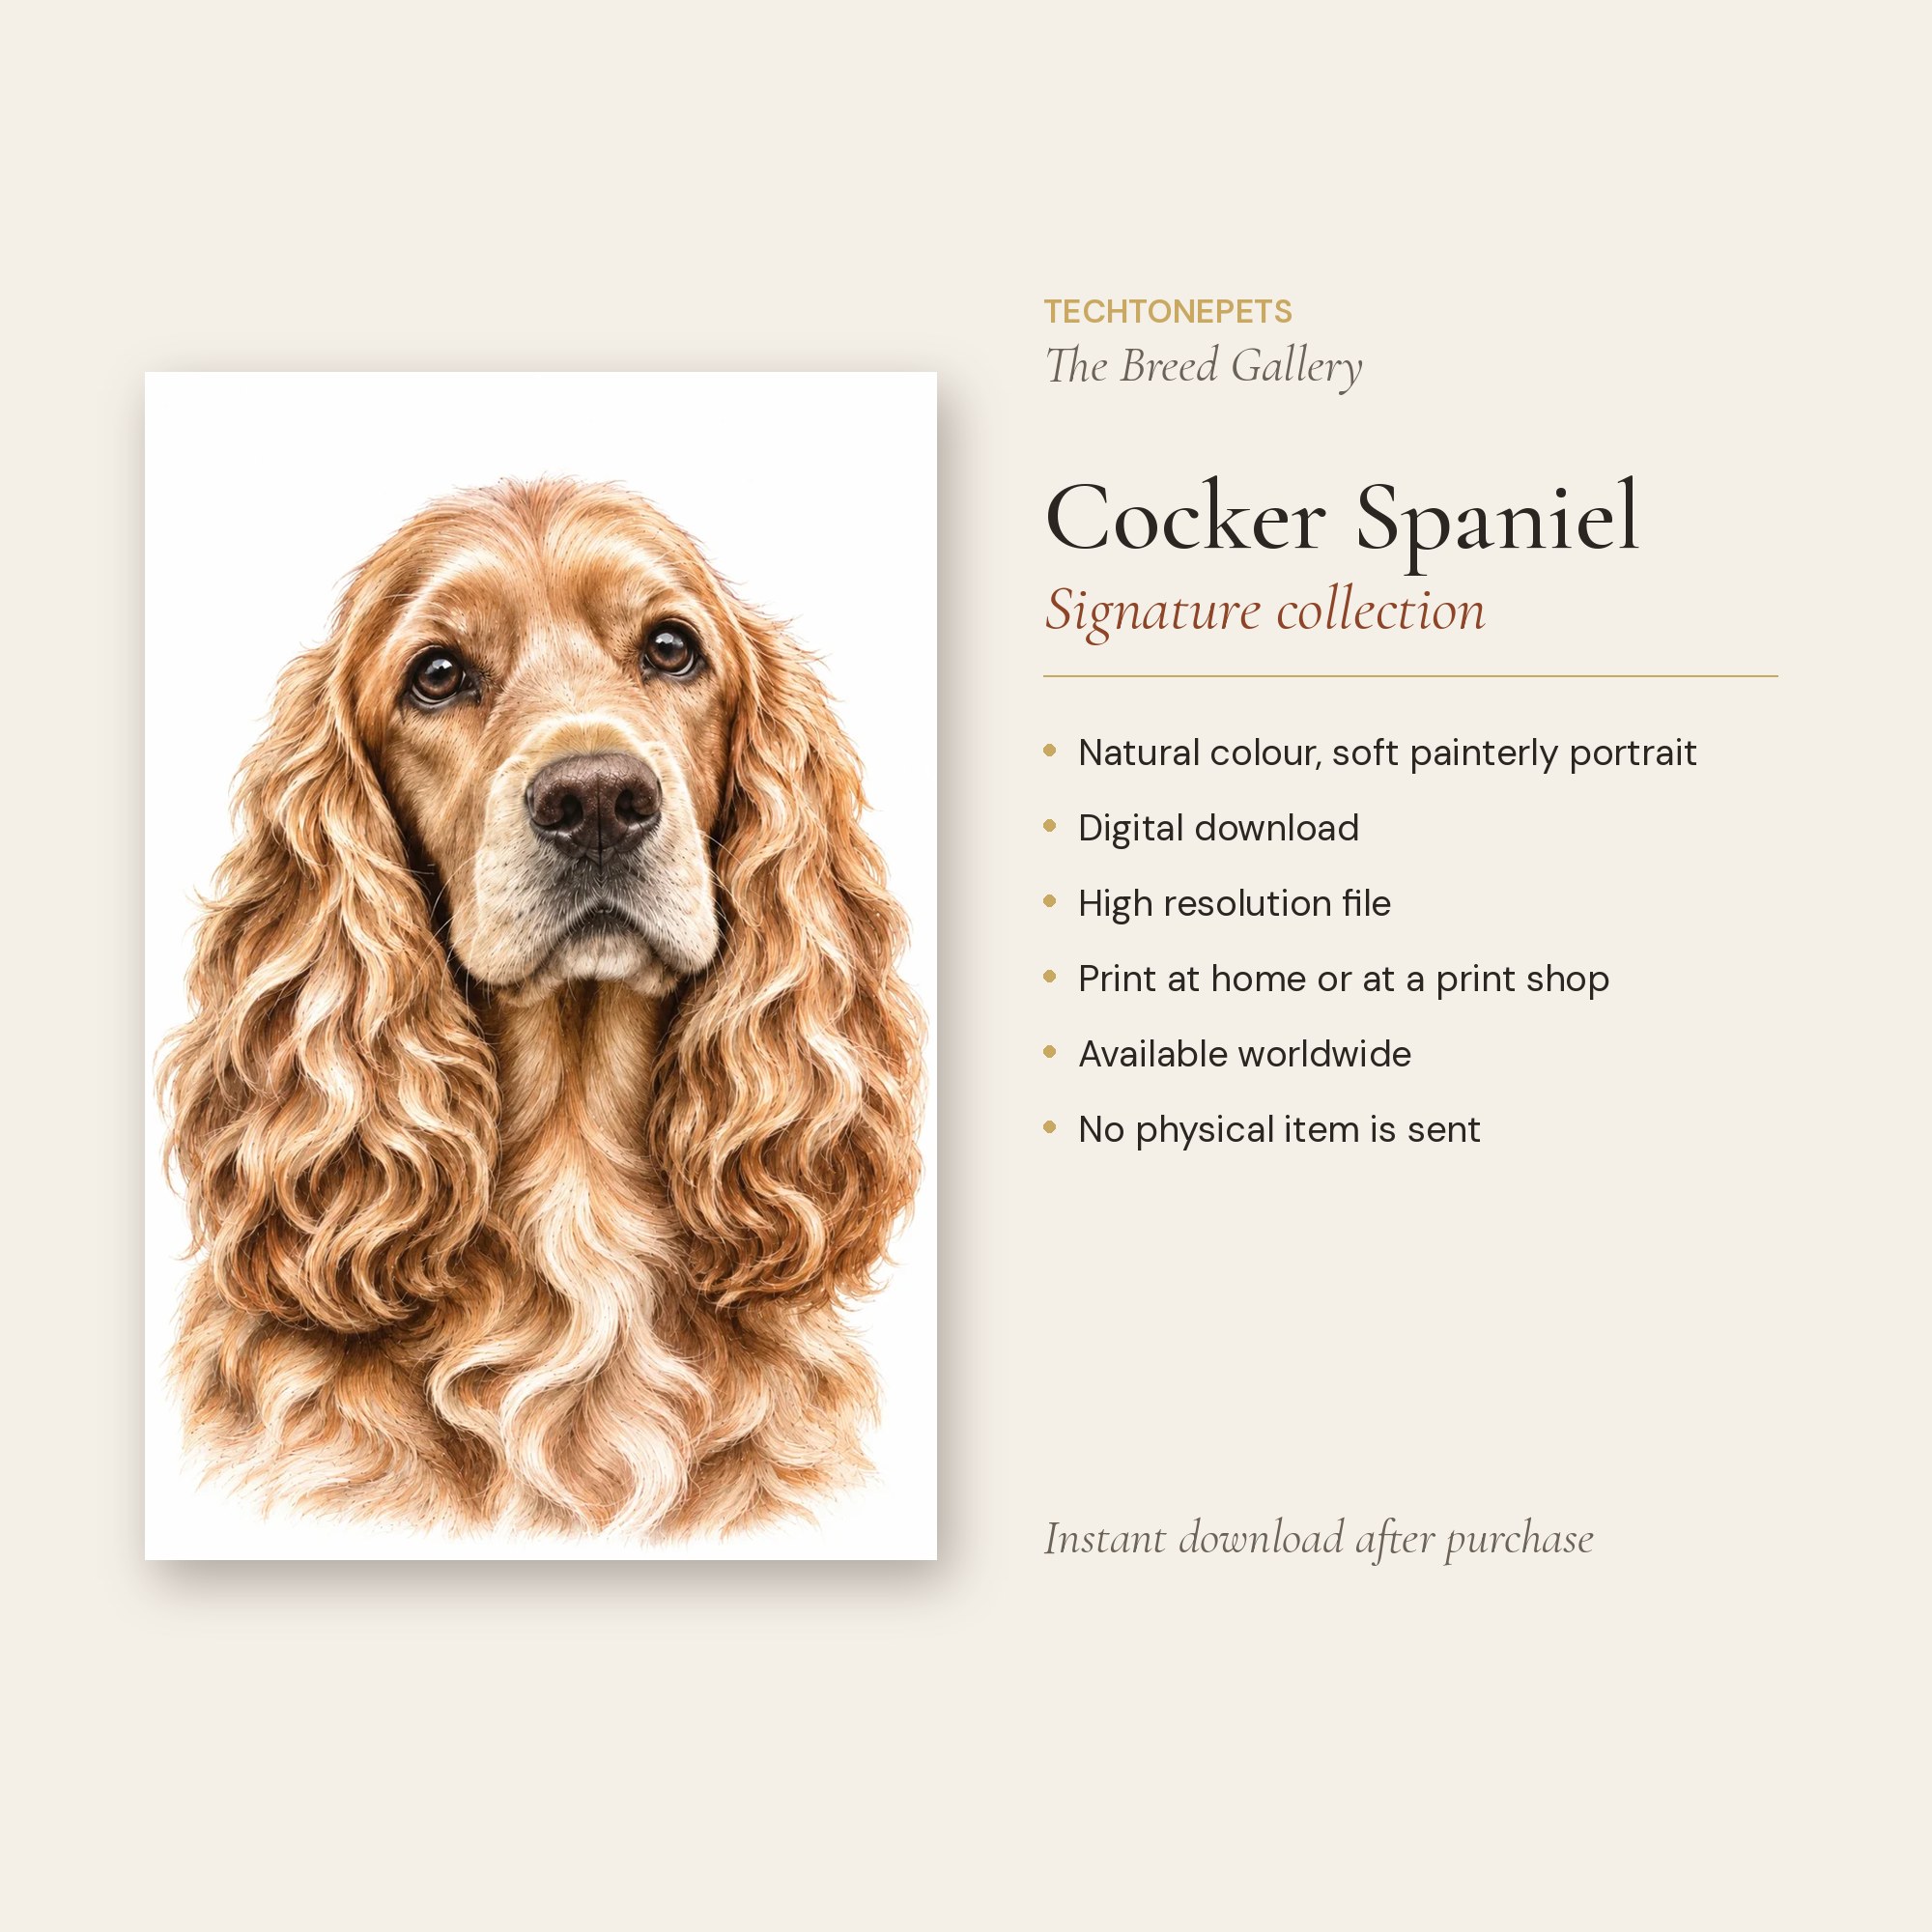 TECHTONEPETS
The Breed Gallery
Cocker Spaniel
Signature collection
Natural colour, soft painterly portrait
Digital download
High resolution file
Print at home or at a print shop
Available worldwide
No physical item is sent
Instant download after purchase